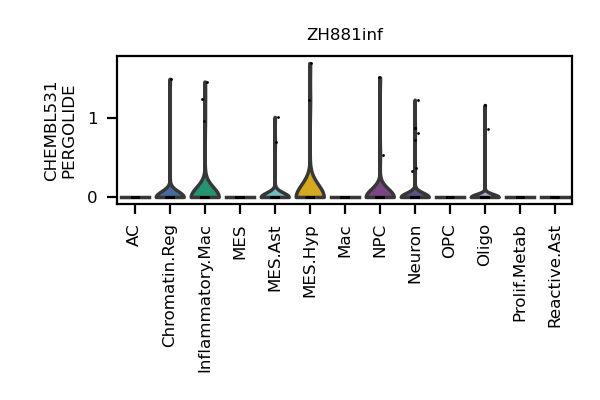 ZH881inf
CHEMBL531
PERGOLIDE
1
0
AC
Chromatin.Reg
Inflammatory.Mac
MES
MES.Ast
MES.Hyp
Mac
NPC
Neuron
OPC
Oligo
Prolif.Metab
Reactive.Ast